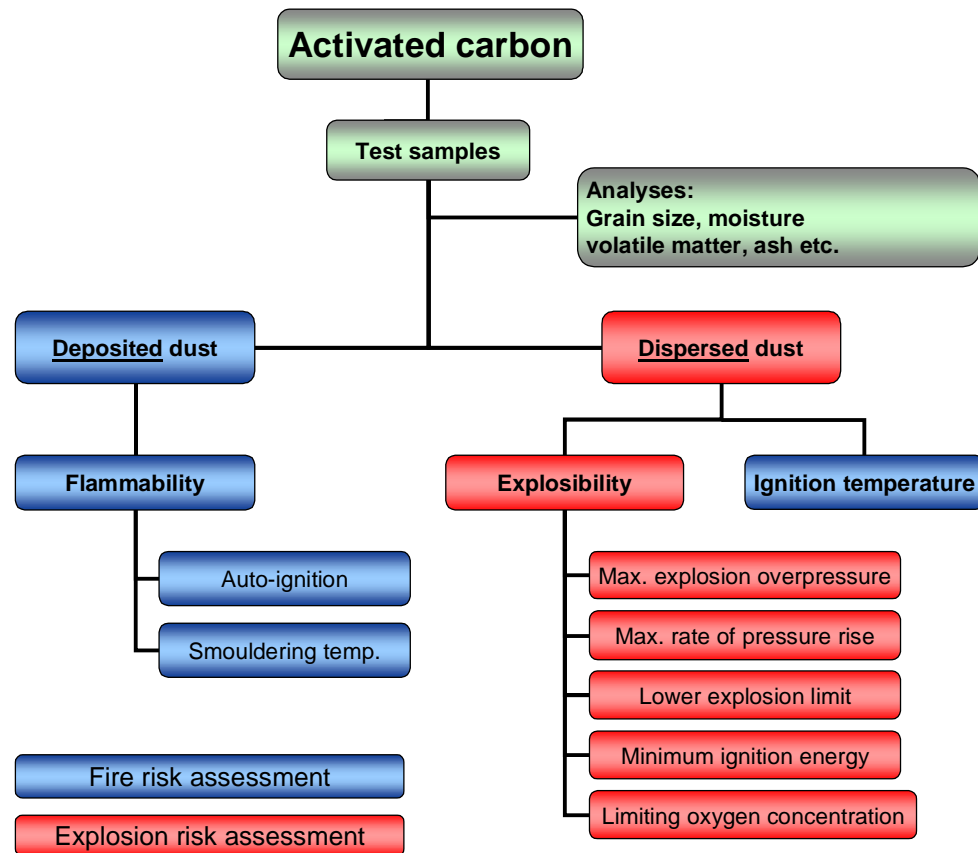 Activated carbon
Test samples
Analyses:
Grain size, moisture
volatile matter, ash etc.
Deposited dust
Dispersed dust
Flammability
Explosibility
Ignition temperature
Auto-ignition
Smouldering temp.
Max. explosion overpressure
Max. rate of pressure rise
Lower explosion limit
Minimum ignition energy
Limiting oxygen concentration
Fire risk assessment
Explosion risk assessment